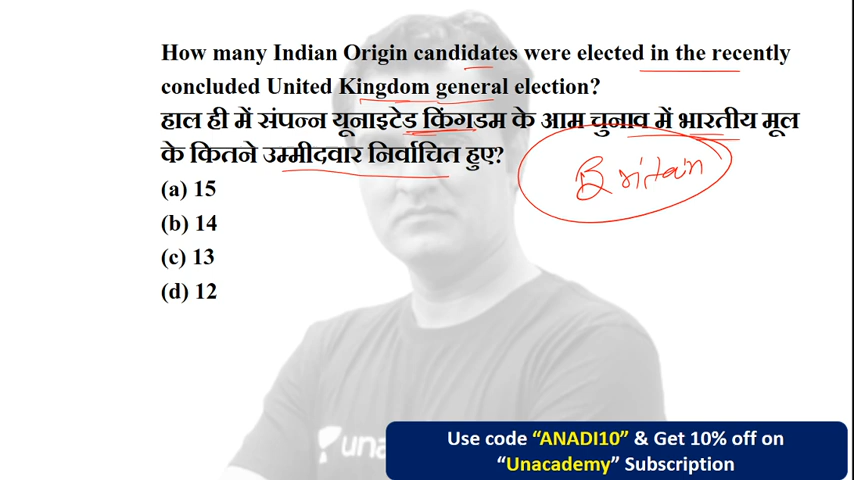 How many Indian Origin candidates were elected in the recently
concluded United Kingdom general election?
हाल ही में संपन्न यूनाइटेड किंगडम के आम चुनाव में भारतीय मूल
के कितने उम्मीदवार निर्वाचित हुए?
Britain
(a) 15
(b) 14
(c) 13
(d) 12
una
Use code “ANADI10” & Get 10% off on
“Unacademy” Subscription